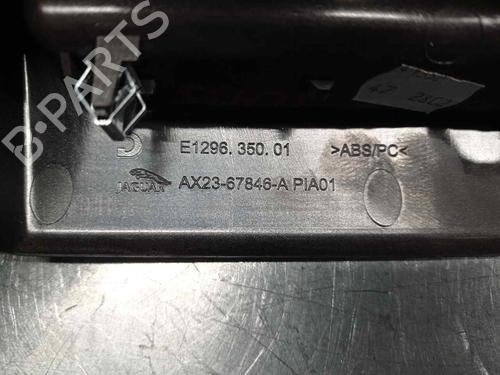 B-PARTS
E1296. 350. 01 >ABS/PC<
JAGUAR AX23-67846-A PIA01